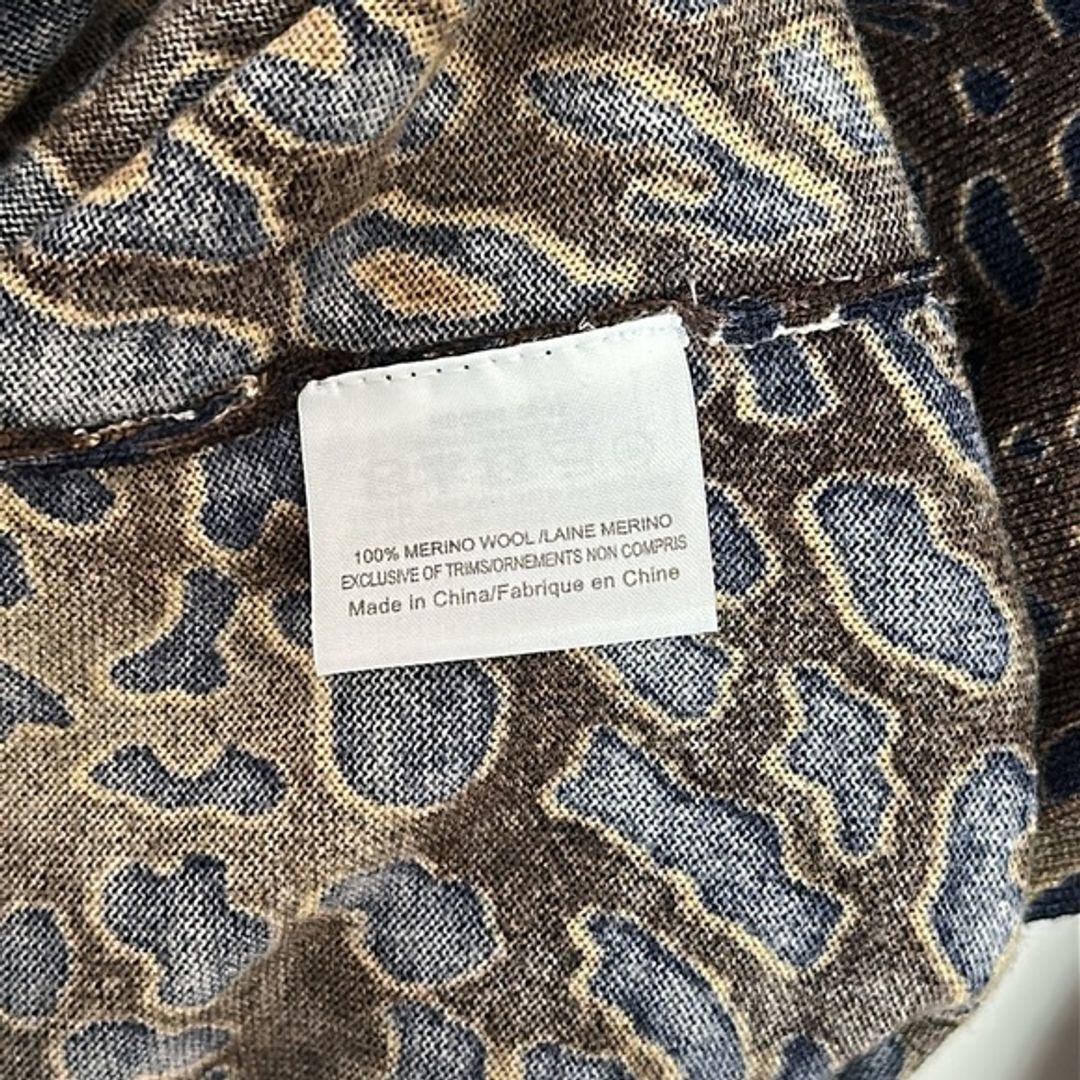 100% MERINO WOOL /LAINE MERINO
EXCLUSIVE OF TRIMS/ORNEMENTS NON COMPRIS
Made in China/Fabrique en Chine